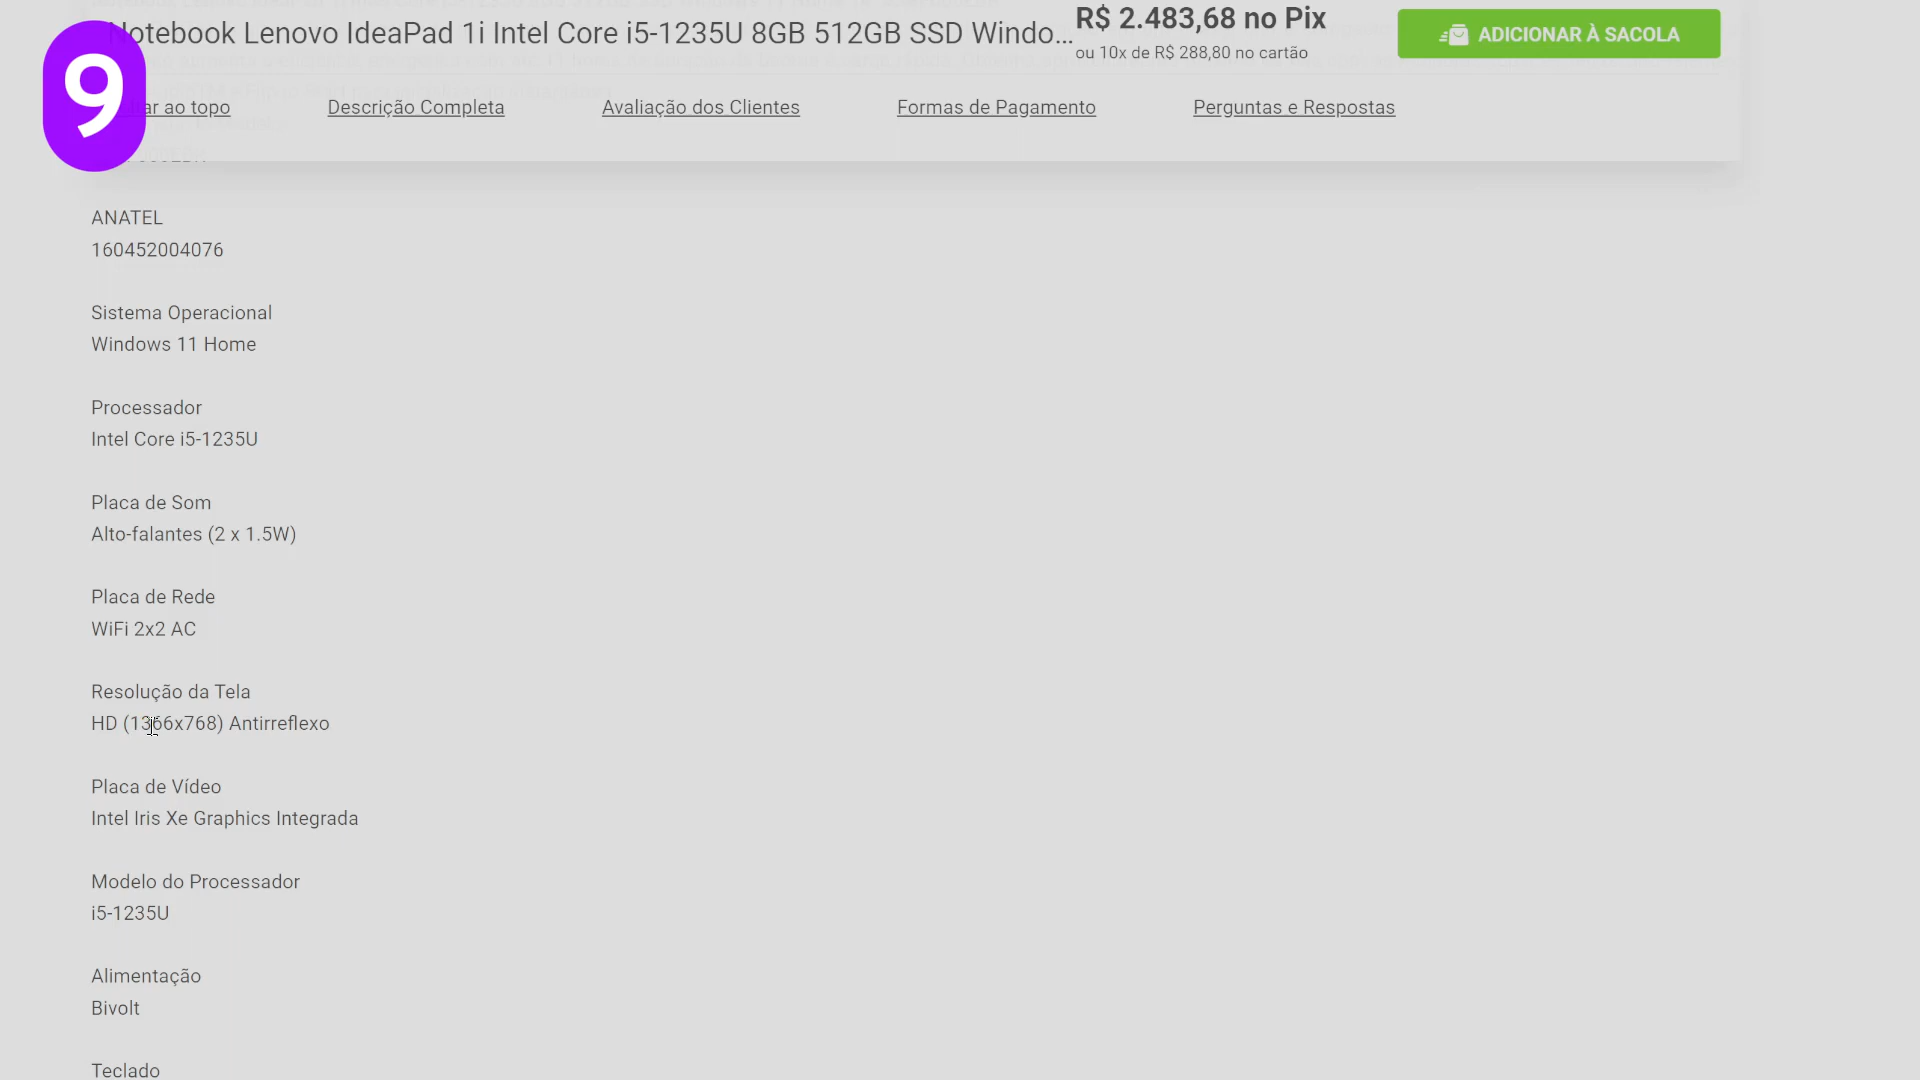 Notebook Lenovo IdeaPad 1i Intel Core i5-1235U 8GB 512GB SSD Windo...
R$ 2.483,68 no Pix
ou 10x de R$ 288,80 no cartão
ADICIONAR À SACOLA
9
ar ao topo
Descrição Completa
Avaliação dos Clientes
Formas de Pagamento
Perguntas e Respostas
ANATEL
160452004076
Sistema Operacional
Windows 11 Home
Processador
Intel Core i5-1235U
Placa de Som
Alto-falantes (2 x 1.5W)
Placa de Rede
WiFi 2x2 AC
Resolução da Tela
HD (1366x768) Antirreflexo
Placa de Vídeo
Intel Iris Xe Graphics Integrada
Modelo do Processador
i5-1235U
Alimentação
Bivolt
Teclado